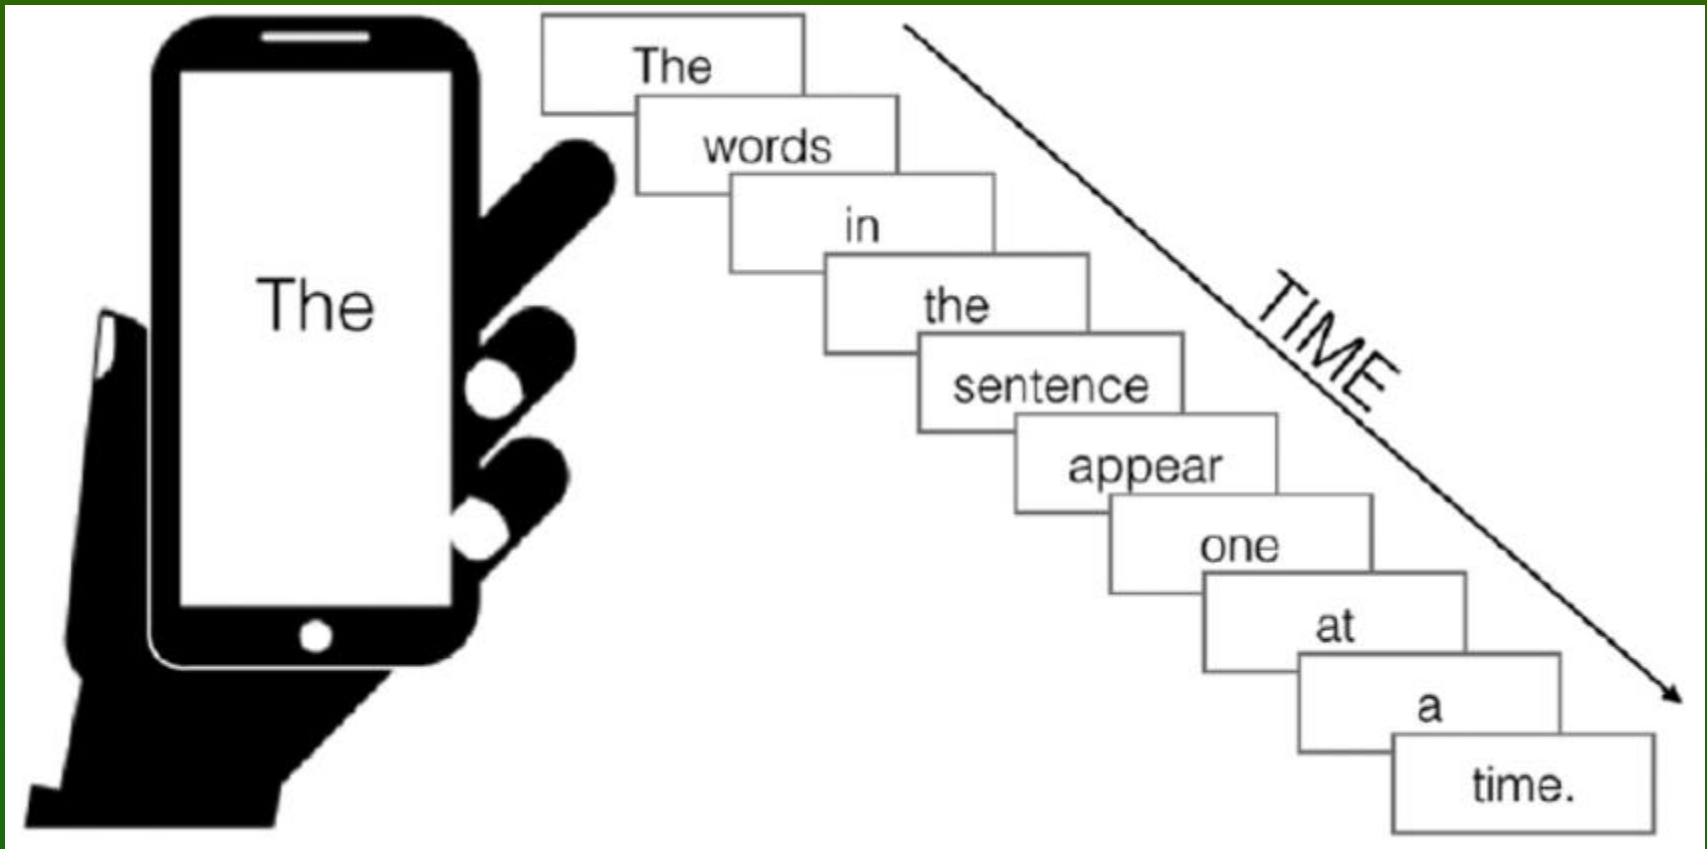 The
The
words
in
the
sentence
appear
one
at
a
time.
TIME